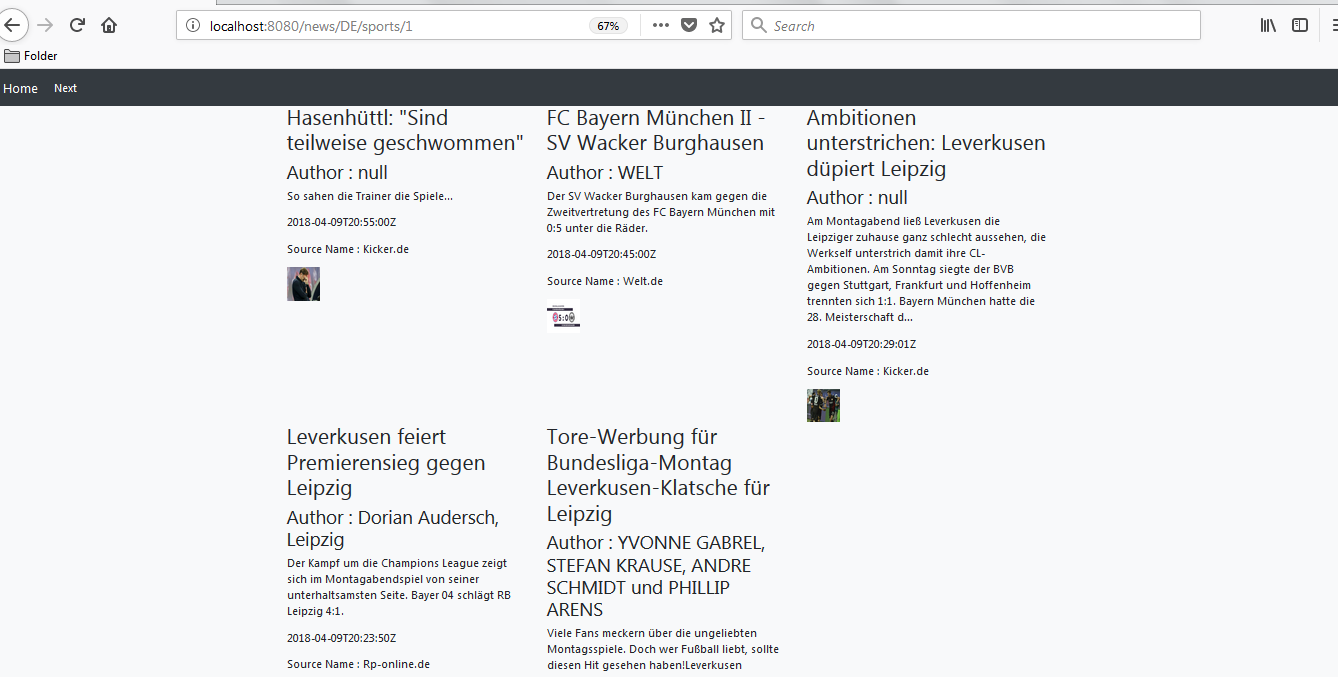 localhost:8080/news/DE/sports/1
67%
Search
Folder
Home
Next
Hasenhüttl: "Sind
teilweise geschwommen"
Author : null
So sahen die Trainer die Spiele...
2018-04-09T20:55:00Z
Source Name : Kicker.de
FC Bayern München II -
SV Wacker Burghausen
Author : WELT
Der SV Wacker Burghausen kam gegen die
Zweitvertretung des FC Bayern München mit
0:5 unter die Räder.
2018-04-09T20:45:00Z
Source Name : Welt.de
5:0
Ambitionen
unterstrichen: Leverkusen
düpiert Leipzig
Author : null
Am Montagabend ließ Leverkusen die
Leipziger zuhause ganz schlecht aussehen, die
Werkself unterstrich damit ihre CL-
Ambitionen. Am Sonntag siegte der BVB
gegen Stuttgart, Frankfurt und Hoffenheim
trennten sich 1:1. Bayern München hatte die
28. Meisterschaft d...
2018-04-09T20:29:01Z
Source Name : Kicker.de
Leverkusen feiert
Premierensieg gegen
Leipzig
Author : Dorian Audersch,
Leipzig
Der Kampf um die Champions League zeigt
sich im Montagabendspiel von seiner
unterhaltsamsten Seite. Bayer 04 schlägt RB
Leipzig 4:1.
2018-04-09T20:23:50Z
Source Name : Rp-online.de
Tore-Werbung für
Bundesliga-Montag
Leverkusen-Klatsche für
Leipzig
Author : YVONNE GABREL,
STEFAN KRAUSE, ANDRE
SCHMIDT und PHILLIP
ARENS
Viele Fans meckern über die ungeliebten
Montagsspiele. Doch wer Fußball liebt, sollte
diesen Hit gesehen haben!Leverkusen